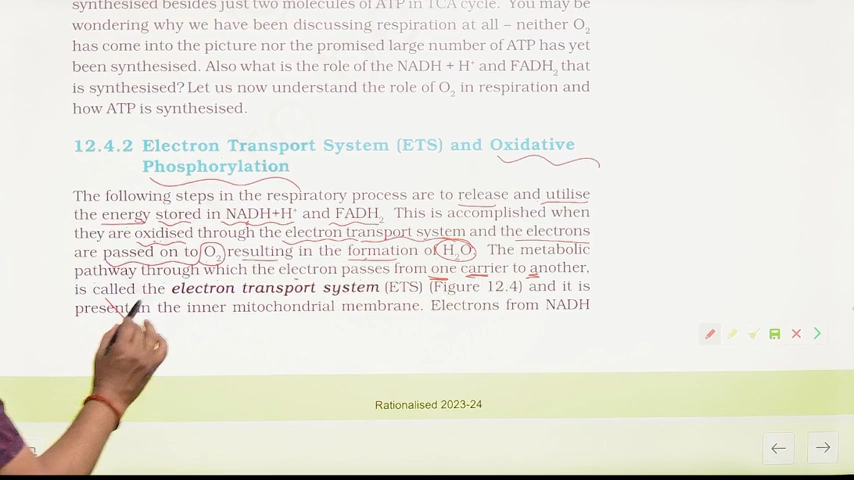 synthesised besides just two molecules of ATP in TCA cycle. You may be
wondering why we have been discussing respiration at all – neither O₂
has come into the picture nor the promised large number of ATP has yet
been synthesised. Also what is the role of the NADH + H⁺ and FADH₂ that
is synthesised? Let us now understand the role of O₂ in respiration and
how ATP is synthesised.
12.4.2 Electron Transport System (ETS) and Oxidative
Phosphorylation
The following steps in the respiratory process are to release and utilise
the energy stored in NADH+H⁺ and FADH₂. This is accomplished when
they are oxidised through the electron transport system and the electrons
are passed on to O₂ resulting in the formation of H₂O. The metabolic
pathway through which the electron passes from one carrier to another,
is called the electron transport system (ETS) (Figure 12.4) and it is
present in the inner mitochondrial membrane. Electrons from NADH
Rationalised 2023-24